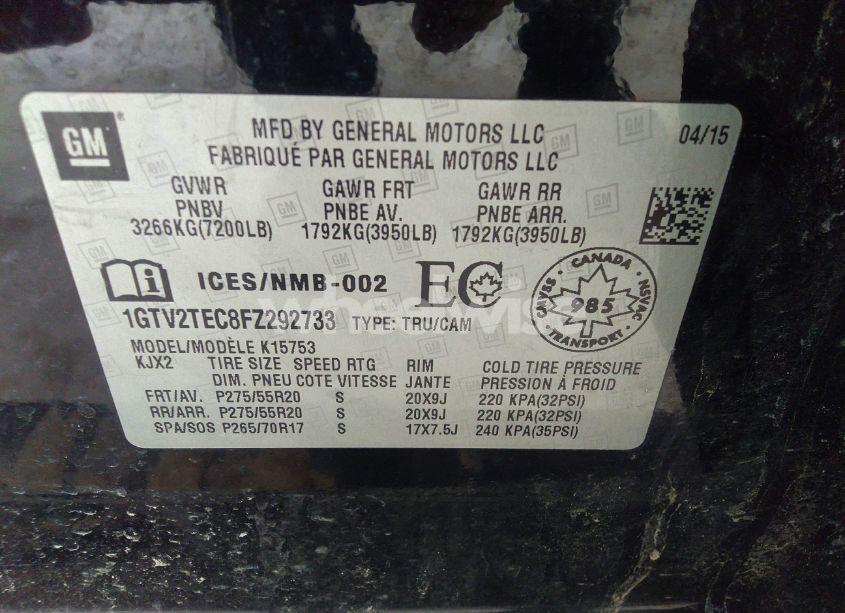 GM
MFD BY GENERAL MOTORS LLC 04/15
FABRIQUÉ PAR GENERAL MOTORS LLC
GVWR GAWR FRT GAWR RR
PNBV PNBE AV. PNBE ARR.
3266KG(7200LB) 1792KG(3950LB) 1792KG(3950LB)
ICES/NMB-002 EC
CANADA CMVSS NSVAC 985 TRANSPORT
1GTV2TEC8FZ292733 TYPE: TRU/CAM
MODEL/MODÈLE K15753
KJX2 TIRE SIZE SPEED RTG RIM COLD TIRE PRESSURE
DIM. PNEU COTE VITESSE JANTE PRESSION À FROID
FRT/AV. P275/55R20 S 20X9J 220 KPA(32PSI)
RR/ARR. P275/55R20 S 20X9J 220 KPA(32PSI)
SPA/SOS P265/70R17 S 17X7.5J 240 KPA(35PSI)